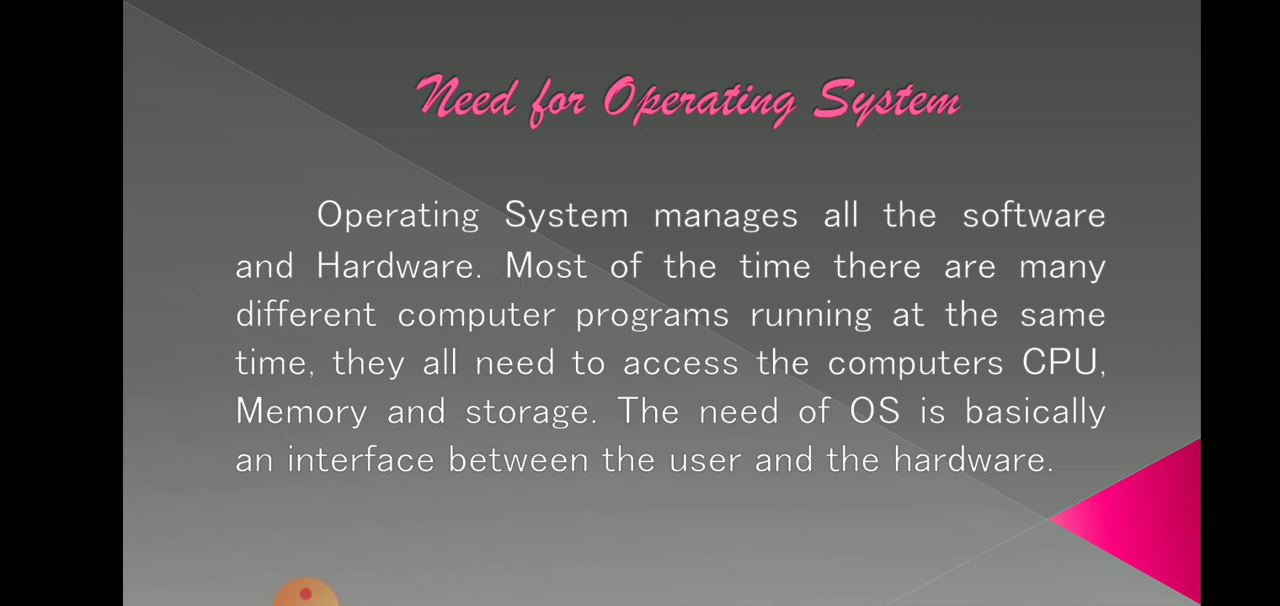 Need for Operating System
Operating System manages all the software
and Hardware. Most of the time there are many
different computer programs running at the same
time, they all need to access the computers CPU,
Memory and storage. The need of OS is basically
an interface between the user and the hardware.